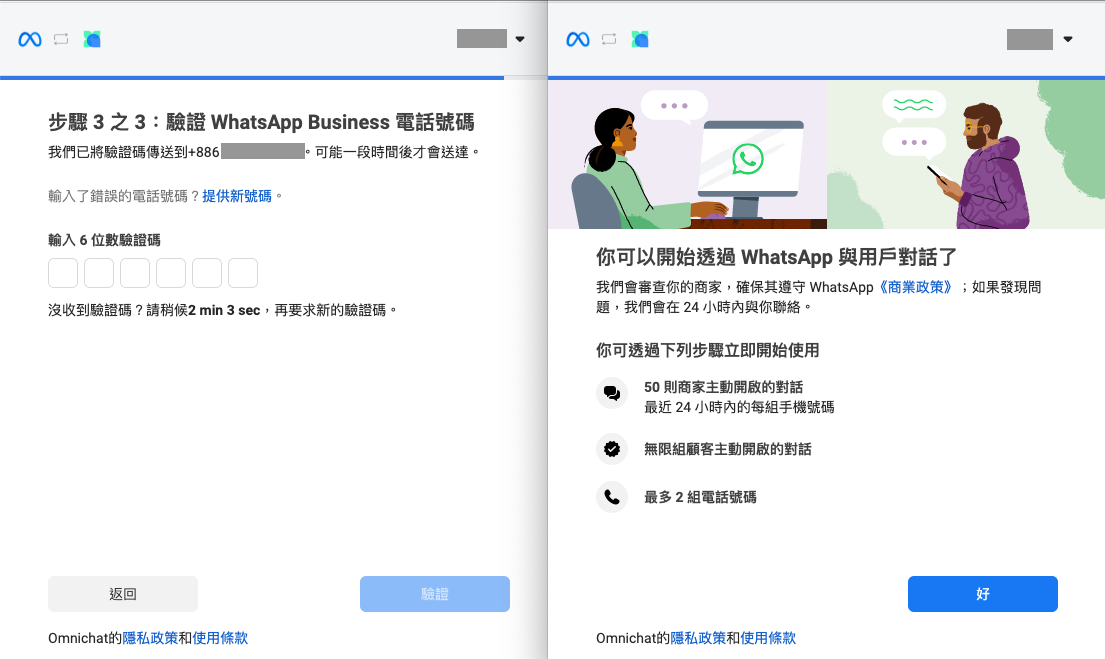 步驟 3 之 3：驗證 WhatsApp Business 電話號碼
我們已將驗證碼傳送到+886 。可能一段時間後才會送達。
輸入了錯誤的電話號碼？提供新號碼。
輸入 6 位數驗證碼
沒收到驗證碼？請稍候2 min 3 sec，再要求新的驗證碼。
返回
驗證
Omnichat的隱私政策和使用條款
你可以開始透過 WhatsApp 與用戶對話了
我們會審查你的商家，確保其遵守 WhatsApp《商業政策》；如果發現問
題，我們會在 24 小時內與你聯絡。
你可透過下列步驟立即開始使用
50 則商家主動開啟的對話
最近 24 小時內的每組手機號碼
無限組顧客主動開啟的對話
最多 2 組電話號碼
好
Omnichat的隱私政策和使用條款